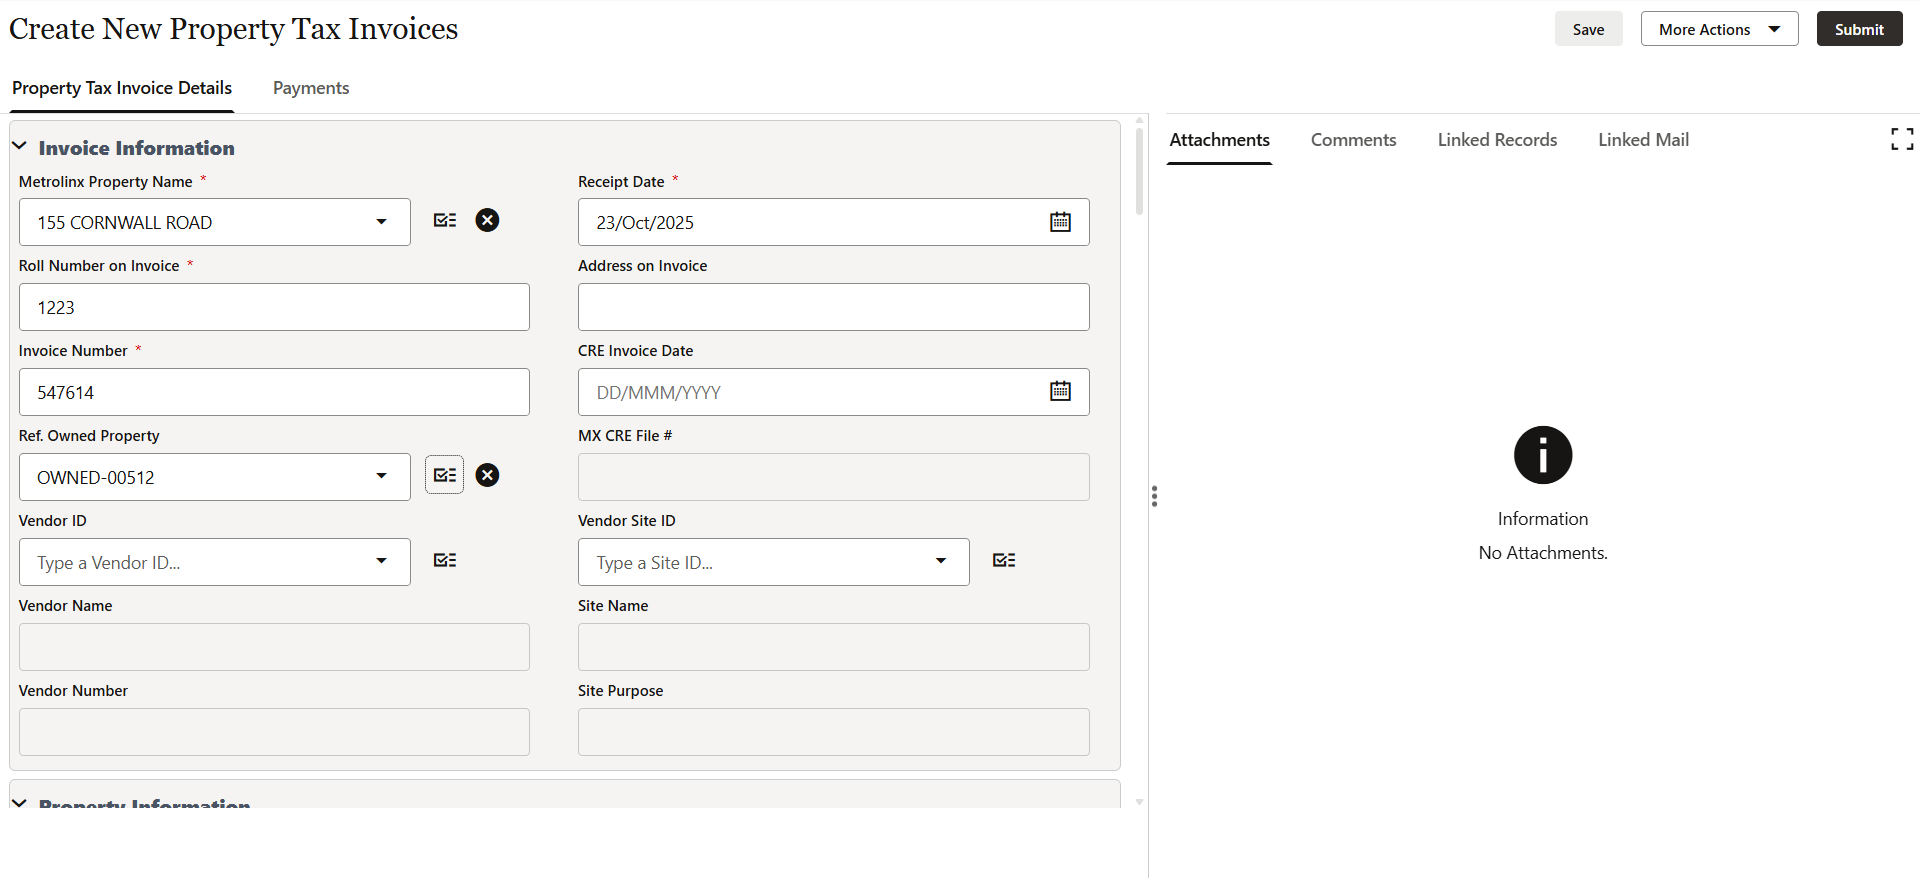 Create New Property Tax Invoices
Save
More Actions
Submit
Property Tax Invoice Details
Payments
Invoice Information
Metrolinx Property Name *
Receipt Date *
155 CORNWALL ROAD
23/Oct/2025
Roll Number on Invoice *
Address on Invoice
1223
Invoice Number *
CRE Invoice Date
547614
DD/MMM/YYYY
Ref. Owned Property
MX CRE File #
OWNED-00512
Vendor ID
Vendor Site ID
Type a Vendor ID...
Type a Site ID...
Vendor Name
Site Name
Vendor Number
Site Purpose
Property Information
Attachments
Comments
Linked Records
Linked Mail
Information
No Attachments.